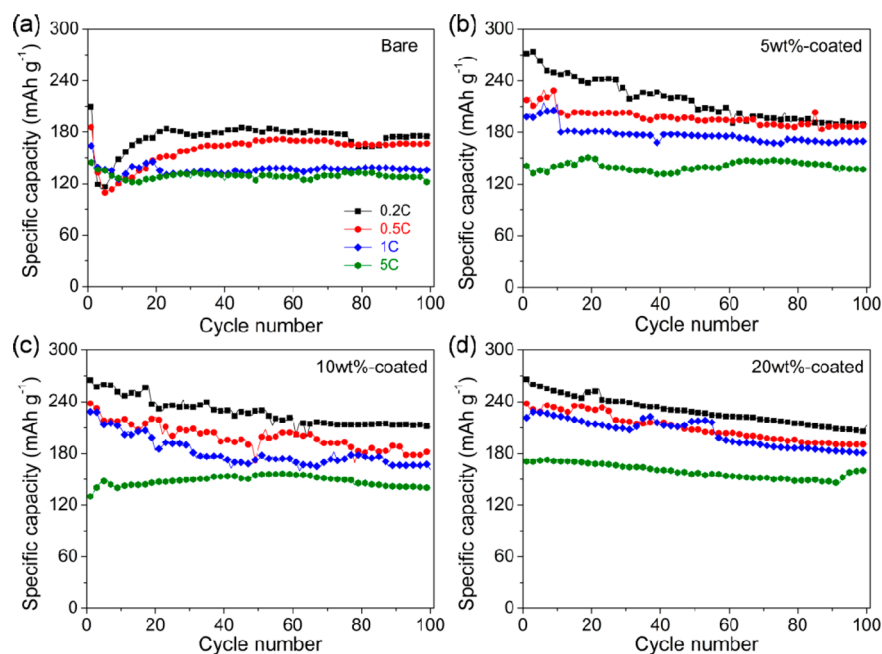 (a)
Bare
300
240
180
120
60
0
Specific capacity (mAh g⁻¹)
0.2C
0.5C
1C
5C
0 20 40 60 80 100
Cycle number
(b)
5wt%-coated
300
240
180
120
60
0
Specific capacity (mAh g⁻¹)
0 20 40 60 80 100
Cycle number
(c)
10wt%-coated
300
240
180
120
60
0
Specific capacity (mAh g⁻¹)
0 20 40 60 80 100
Cycle number
(d)
20wt%-coated
300
240
180
120
60
0
Specific capacity (mAh g⁻¹)
0 20 40 60 80 100
Cycle number